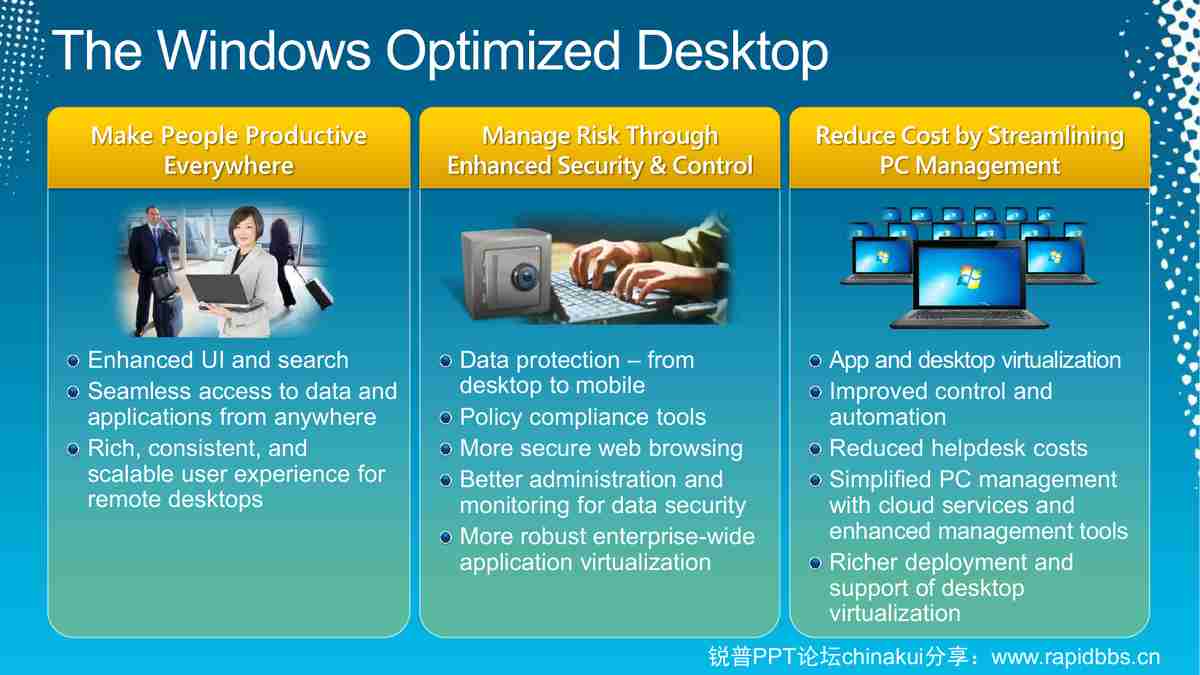 The Windows Optimized Desktop
Make People Productive
Everywhere
Enhanced UI and search
Seamless access to data and
applications from anywhere
Rich, consistent, and
scalable user experience for
remote desktops
Manage Risk Through
Enhanced Security & Control
Data protection – from
desktop to mobile
Policy compliance tools
More secure web browsing
Better administration and
monitoring for data security
More robust enterprise-wide
application virtualization
Reduce Cost by Streamlining
PC Management
App and desktop virtualization
Improved control and
automation
Reduced helpdesk costs
Simplified PC management
with cloud services and
enhanced management tools
Richer deployment and
support of desktop
virtualization
锐普PPT论坛chinakui分享：www.rapidbbs.cn